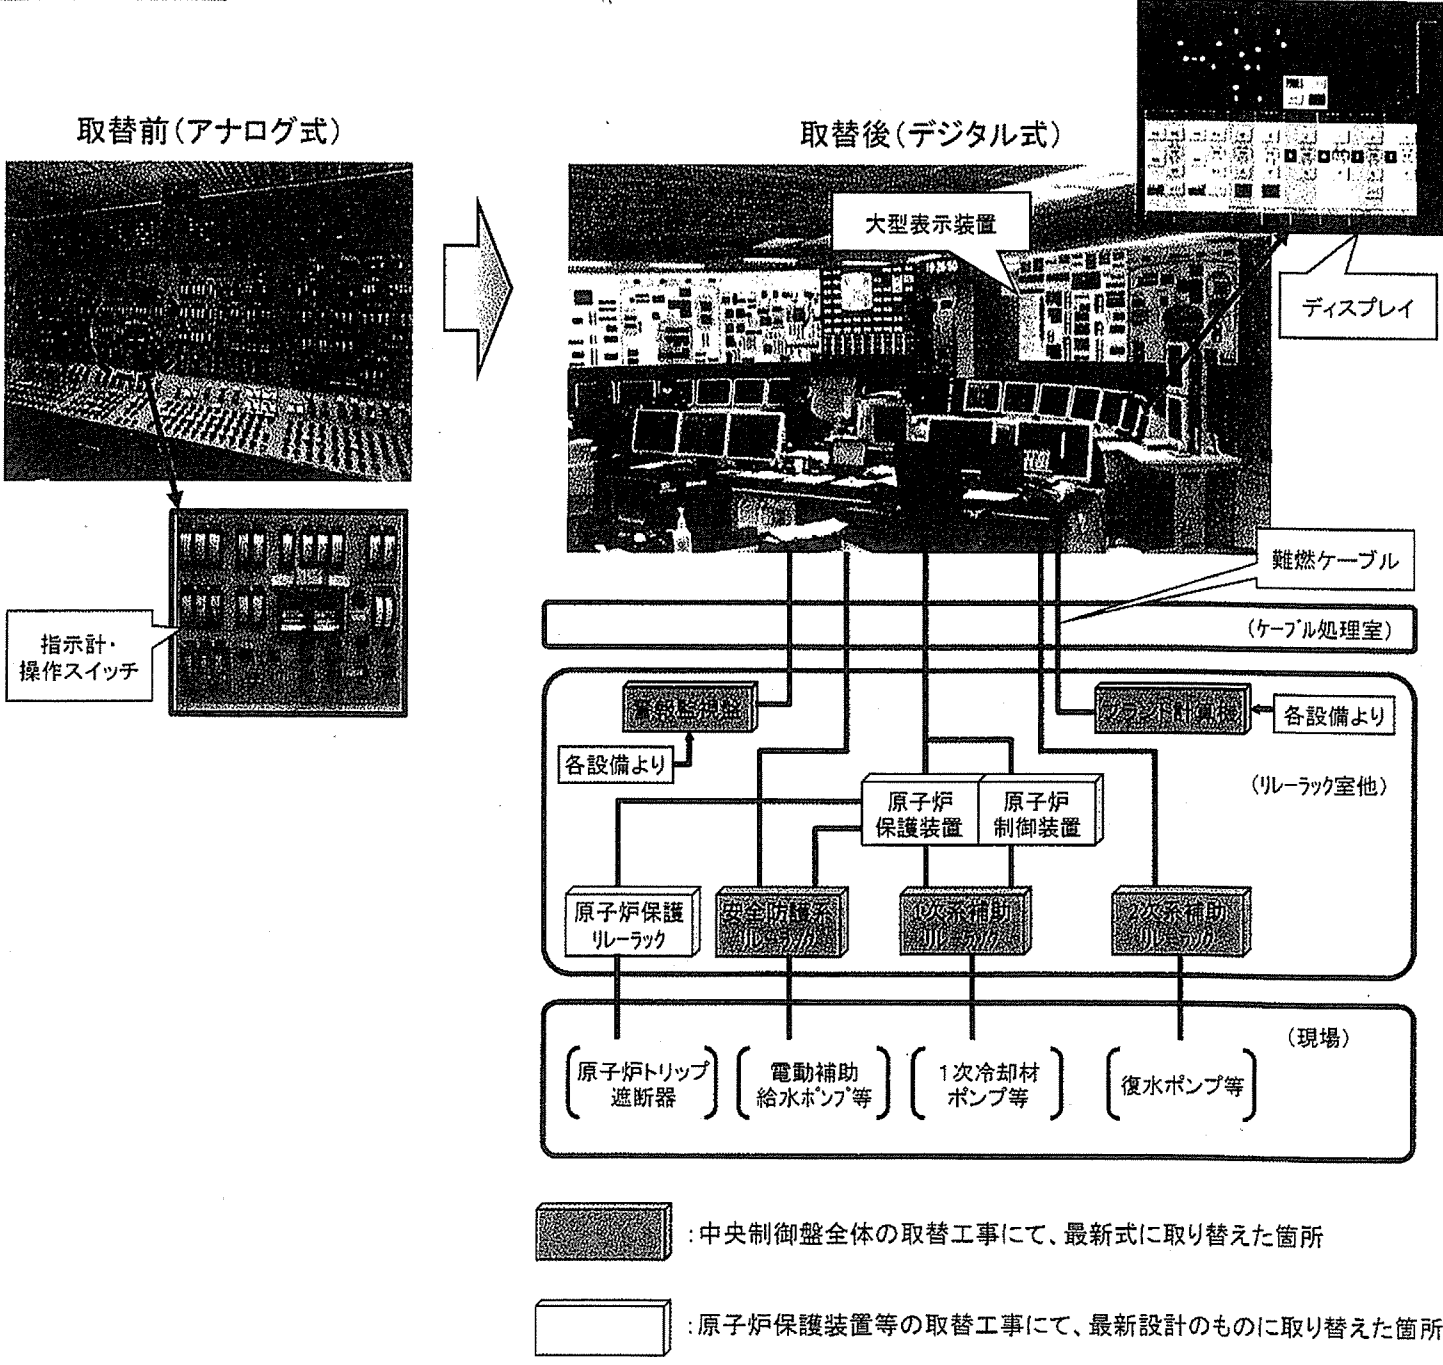 取替前(アナログ式)
取替後(デジタル式)
大型表示装置
ディスプレイ
指示計・
操作スイッチ
難燃ケーブル
(ケーブル処理室)
警報監視盤
プラント計算機
各設備より
各設備より
(リレーラック室他)
原子炉
保護装置
原子炉
制御装置
原子炉保護
リレーラック
安全防護系
リレーラック
1次系補助
リレーラック
2次系補助
リレーラック
(現場)
原子炉トリップ
遮断器
電動補助
給水ポンプ等
1次冷却材
ポンプ等
復水ポンプ等
:中央制御盤全体の取替工事にて、最新式に取り替えた箇所
:原子炉保護装置等の取替工事にて、最新設計のものに取り替えた箇所